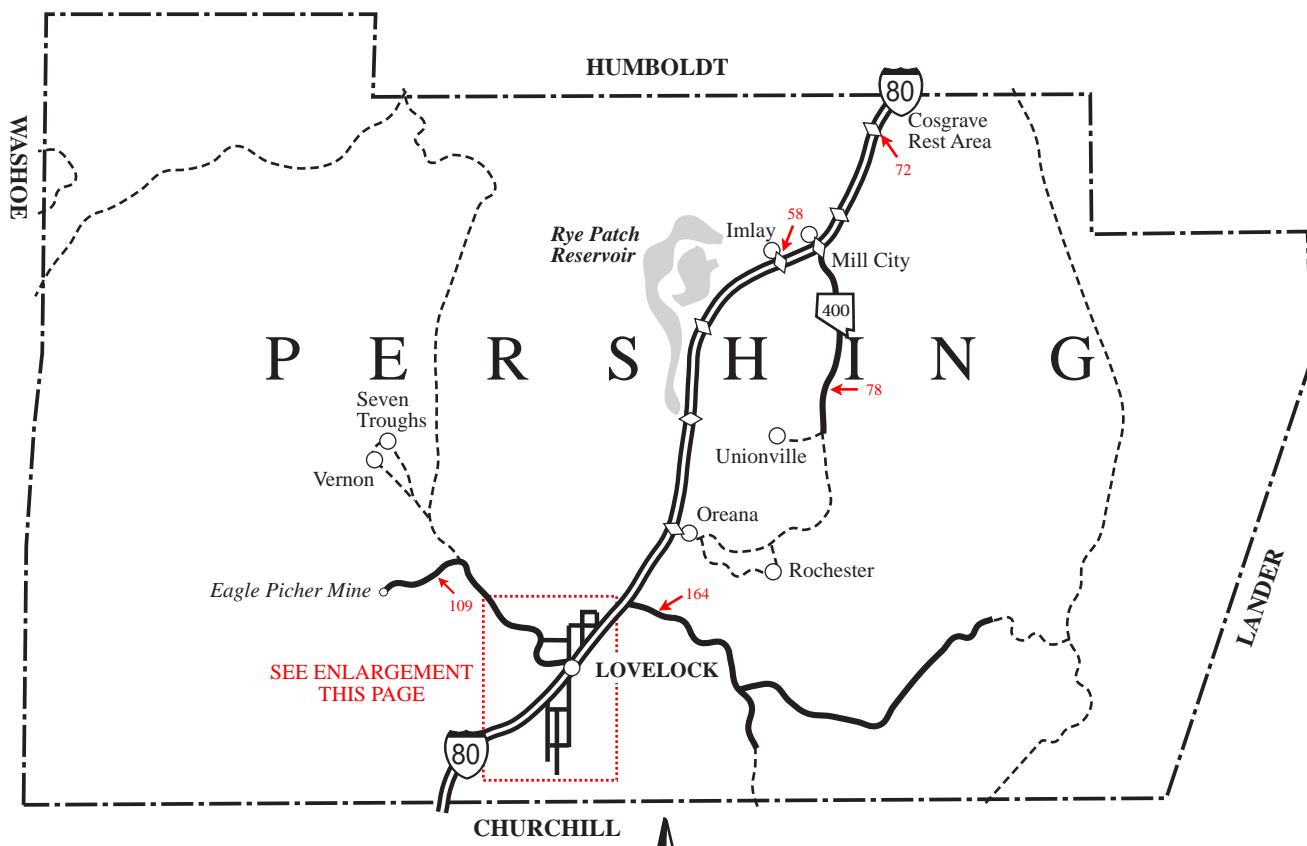 HUMBOLDT
80
Cosgrave
Rest Area
WASHOE
72
58
Imlay
Rye Patch
Reservoir
Mill City
400
PERSHING
78
Seven
Troughs
Unionville
Vernon
Oreana
Rochester
Eagle Picher Mine
109
164
LANDER
SEE ENLARGEMENT
THIS PAGE
LOVELOCK
80
CHURCHILL